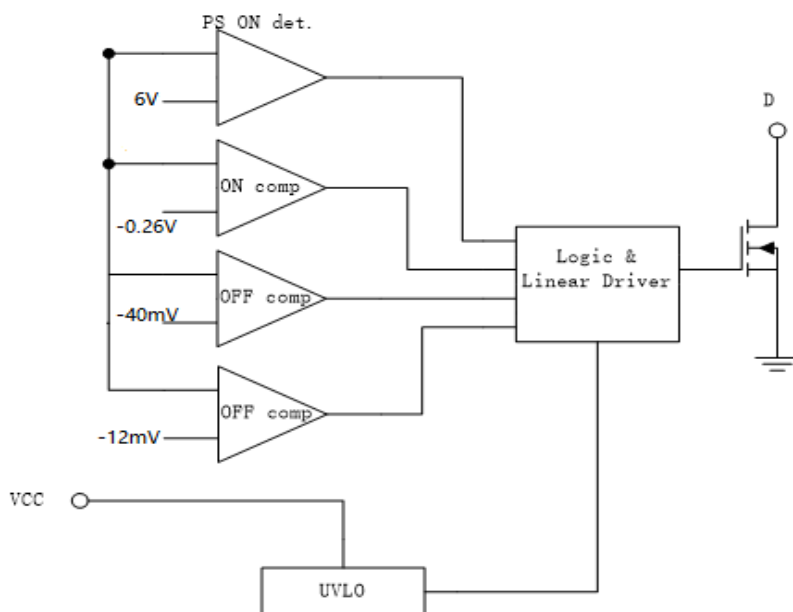 PS ON det.
6V
D
ON comp
-0.26V
Logic &
Linear Driver
OFF comp
-40mV
OFF comp
-12mV
VCC
UVLO